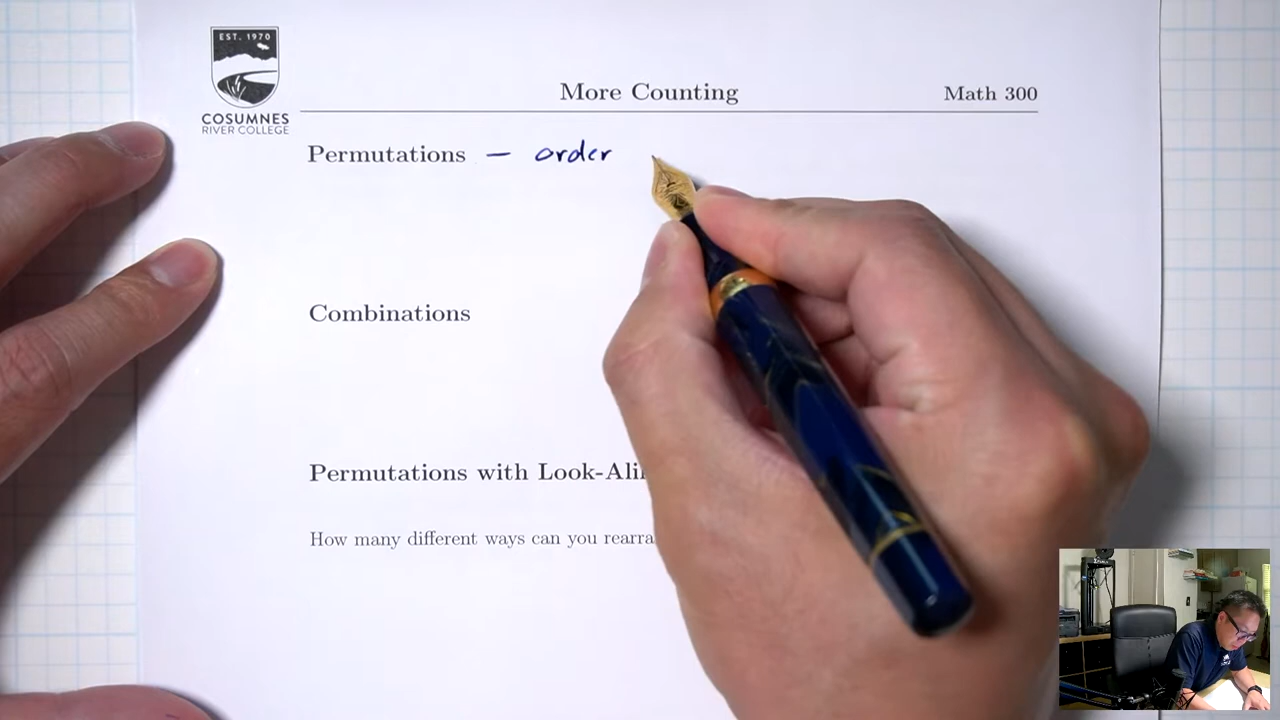 EST. 1970
COSUMNES
RIVER COLLEGE
More Counting
Math 300
Permutations — order
Combinations
Permutations with Look-Ali
How many different ways can you rearra